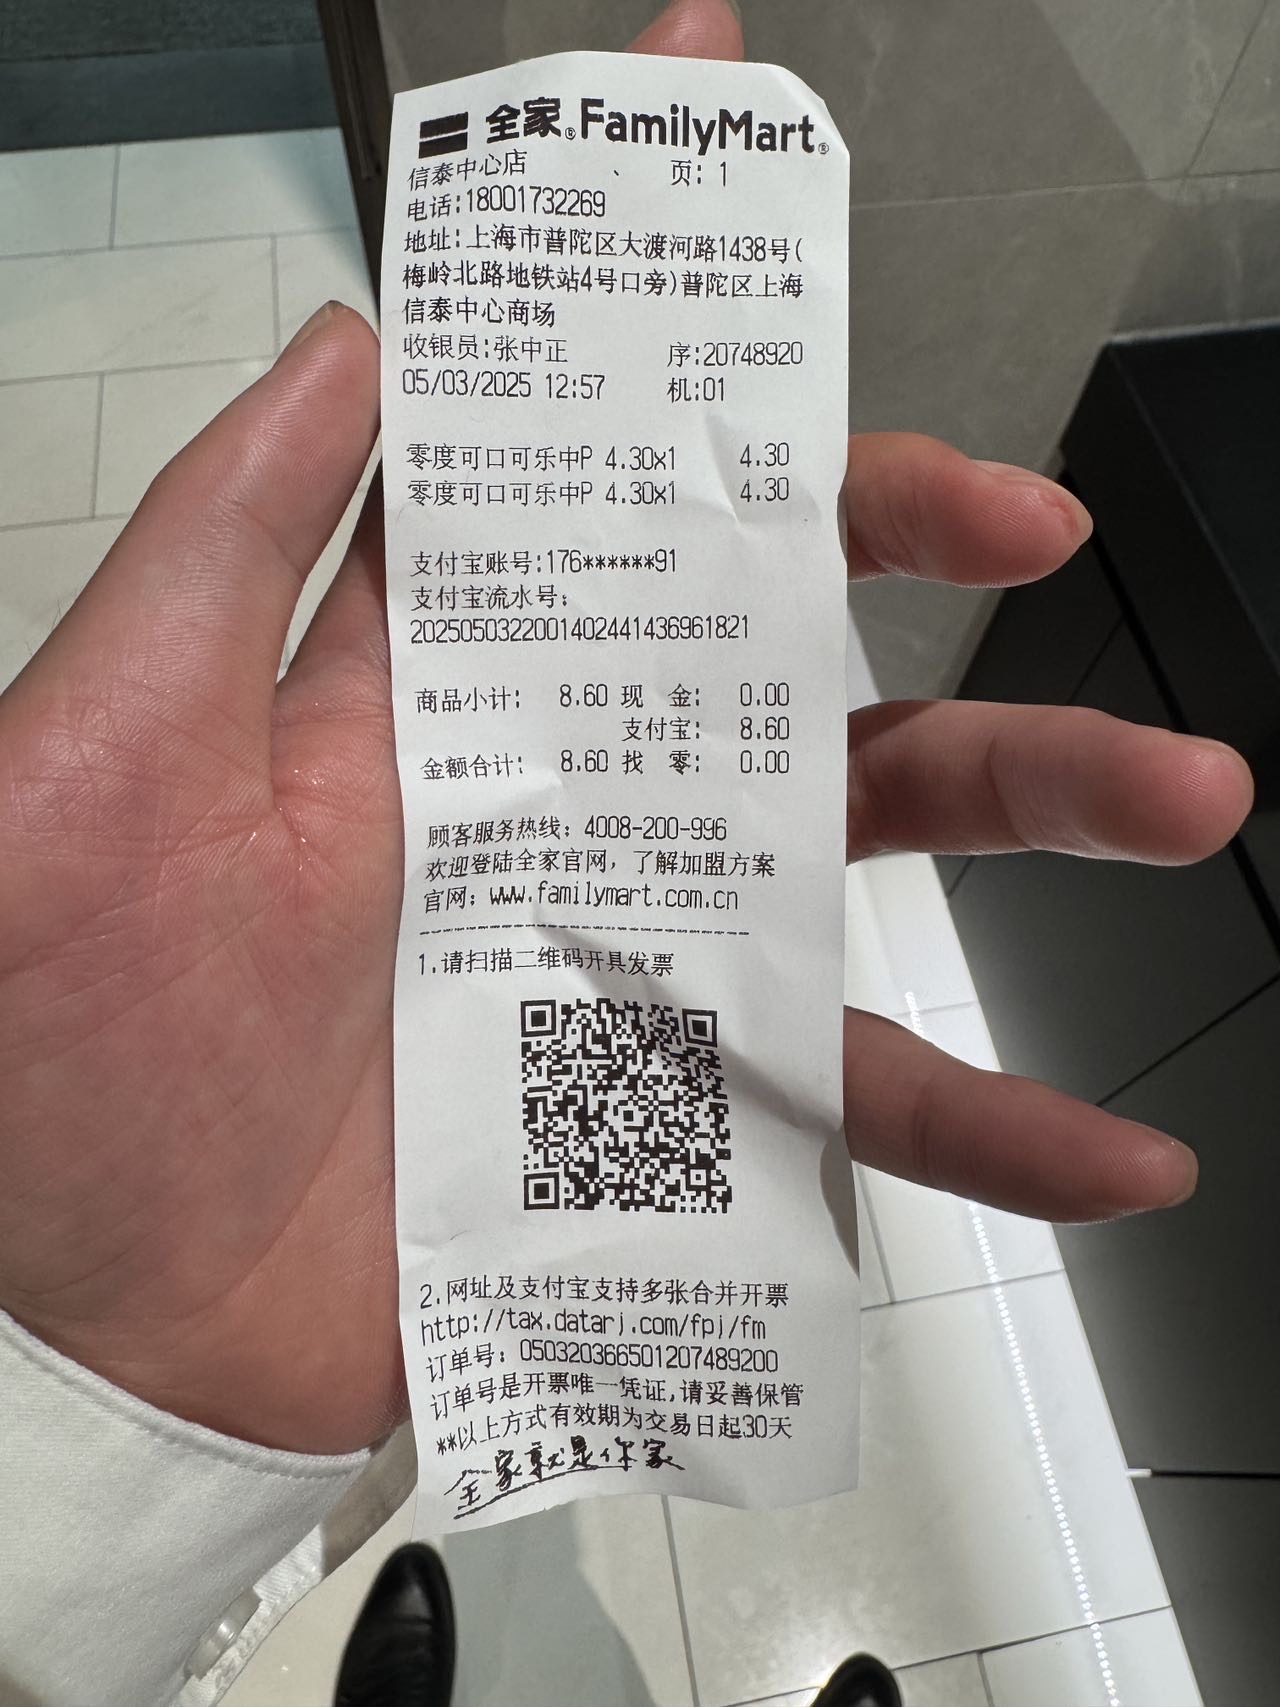 全家®FamilyMart®
信泰中心店 、 页: 1
电话:18001732269
地址:上海市普陀区大渡河路1438号(
梅岭北路地铁站4号口旁)普陀区上海
信泰中心商场
收银员:张中正 序:20748920
05/03/2025 12:57 机:01
零度可口可乐中P 4.30x1 4.30
零度可口可乐中P 4.30x1 4.30
支付宝账号:176******91
支付宝流水号:
2025050322001402441436961821
商品小计: 8.60 现 金: 0.00
支付宝: 8.60
金额合计: 8.60 找 零: 0.00
顾客服务热线: 4008-200-996
欢迎登陆全家官网，了解加盟方案
官网: www.familymart.com.cn
1.请扫描二维码开具发票
2.网址及支付宝支持多张合并开票
http://tax.datarj.com/fpj/fm
订单号: 050320366501207489200
订单号是开票唯一凭证,请妥善保管
**以上方式有效期为交易日起30天
全家就是你家